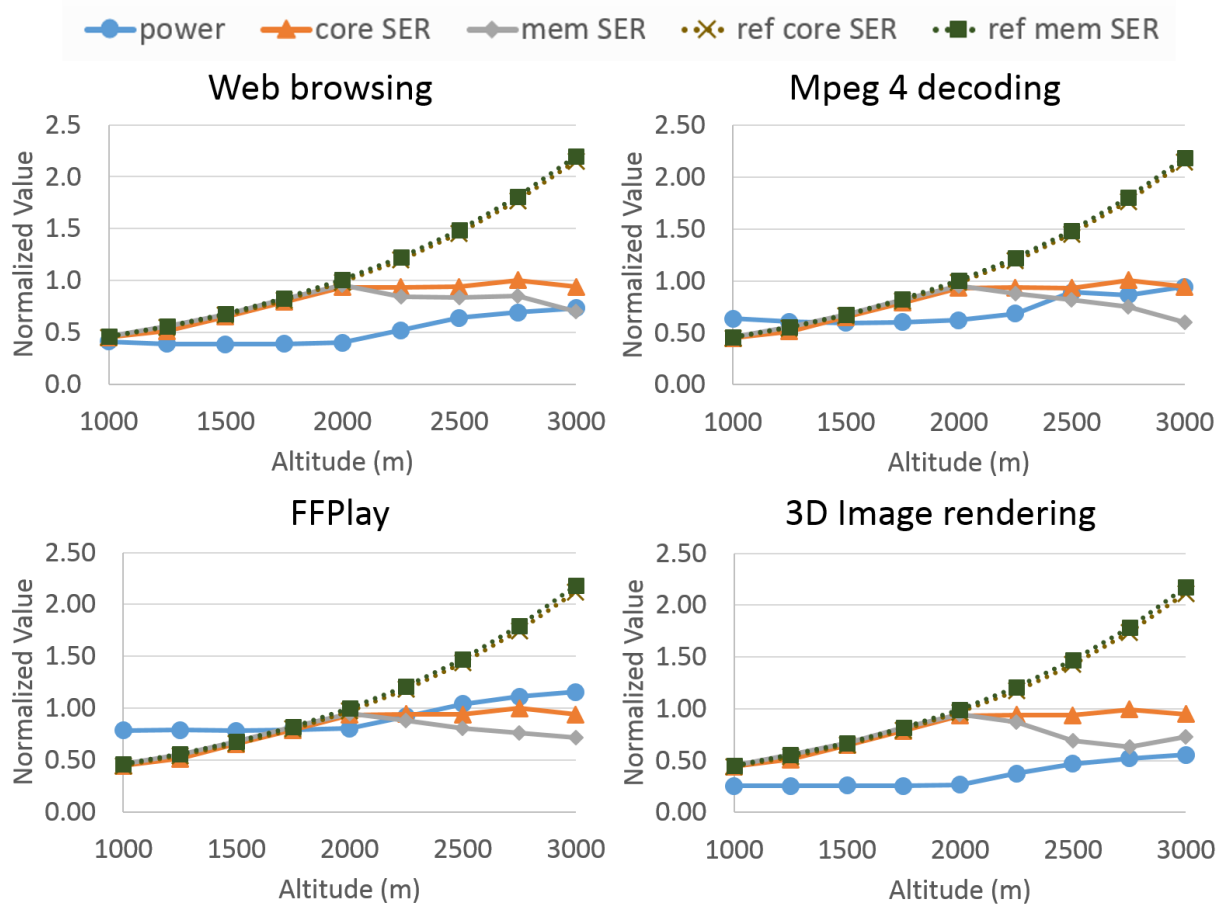 power core SER mem SER ref core SER ref mem SER
Web browsing
Normalized Value
2.5
2.0
1.5
1.0
0.5
0.0
1000 1500 2000 2500 3000
Altitude (m)
Mpeg 4 decoding
Normalized Value
2.50
2.00
1.50
1.00
0.50
0.00
1000 1500 2000 2500 3000
Altitude (m)
FFPlay
Normalized Value
2.50
2.00
1.50
1.00
0.50
0.00
1000 1500 2000 2500 3000
Altitude (m)
3D Image rendering
Normalized Value
2.50
2.00
1.50
1.00
0.50
0.00
1000 1500 2000 2500 3000
Altitude (m)